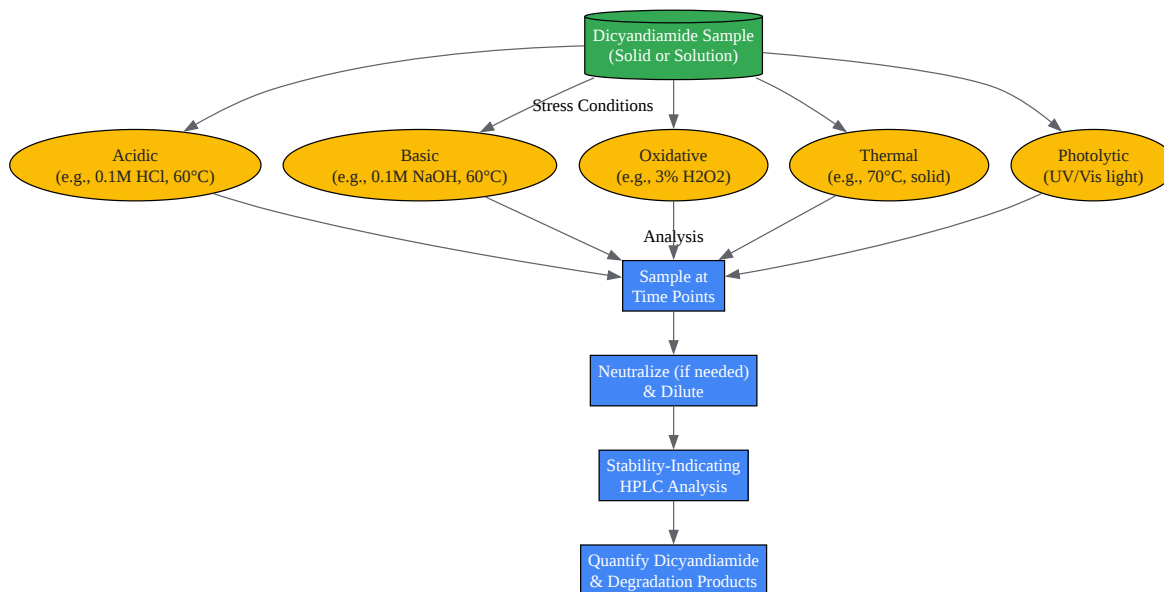 Dicyandiamide Sample
(Solid or Solution)
Stress Conditions
Acidic
(e.g., 0.1M HCl, 60°C)
Basic
(e.g., 0.1M NaOH, 60°C)
Oxidative
(e.g., 3% H2O2)
Thermal
(e.g., 70°C, solid)
Photolytic
(UV/Vis light)
Analysis
Sample at
Time Points
Neutralize (if needed)
& Dilute
Stability-Indicating
HPLC Analysis
Quantify Dicyandiamide
& Degradation Products